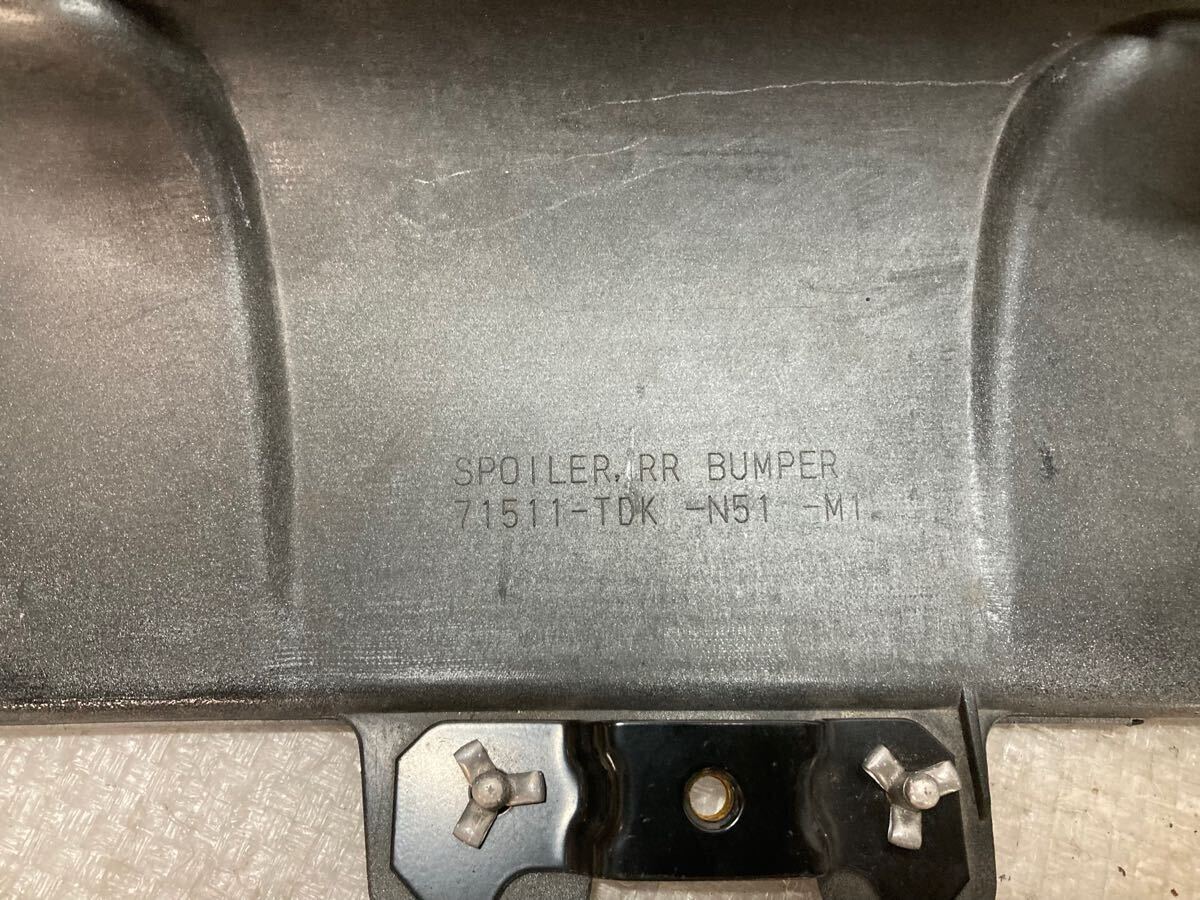 SPOILER, RR BUMPER
71511-TDK -N51 -M1